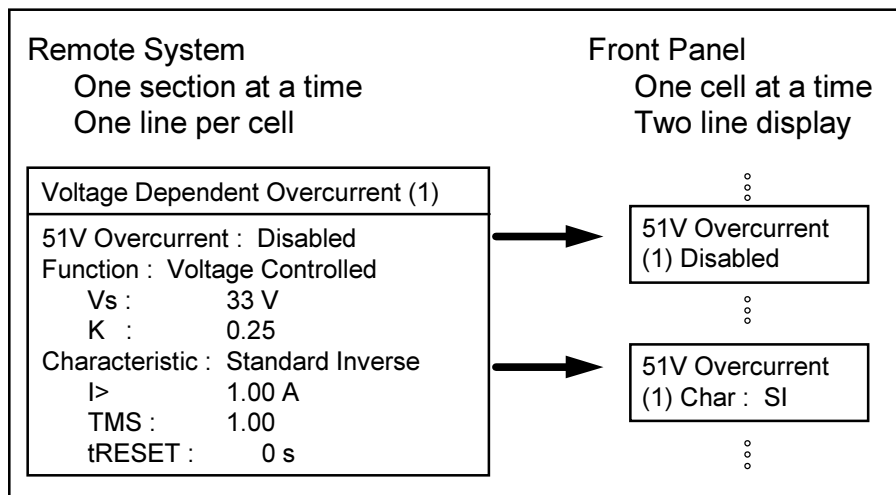 Remote System
One section at a time
One line per cell
Voltage Dependent Overcurrent (1)
51V Overcurrent : Disabled
Function : Voltage Controlled
Vs : 33 V
K : 0.25
Characteristic : Standard Inverse
I> 1.00 A
TMS : 1.00
tRESET : 0 s
Front Panel
One cell at a time
Two line display
51V Overcurrent
(1) Disabled
51V Overcurrent
(1) Char : SI